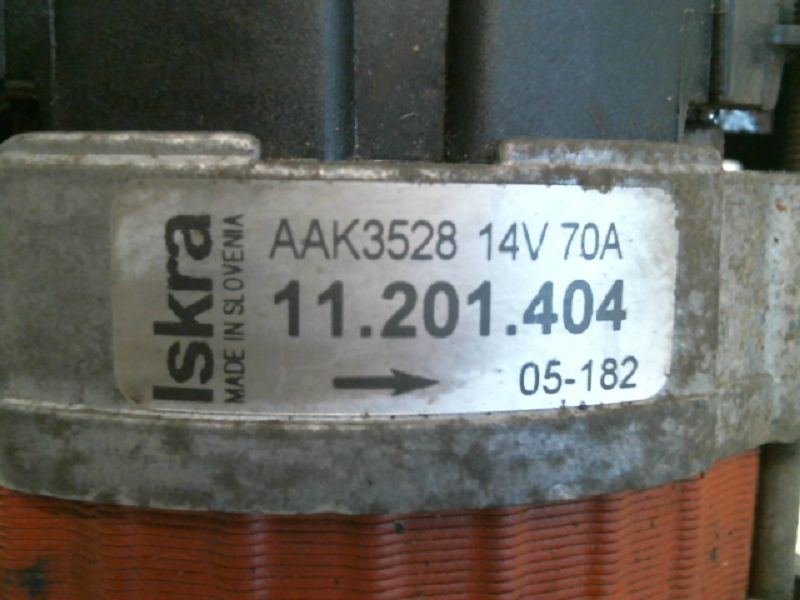 Iskra
MADE IN SLOVENIA
AAK3528 14V 70A
11.201.404
05-182